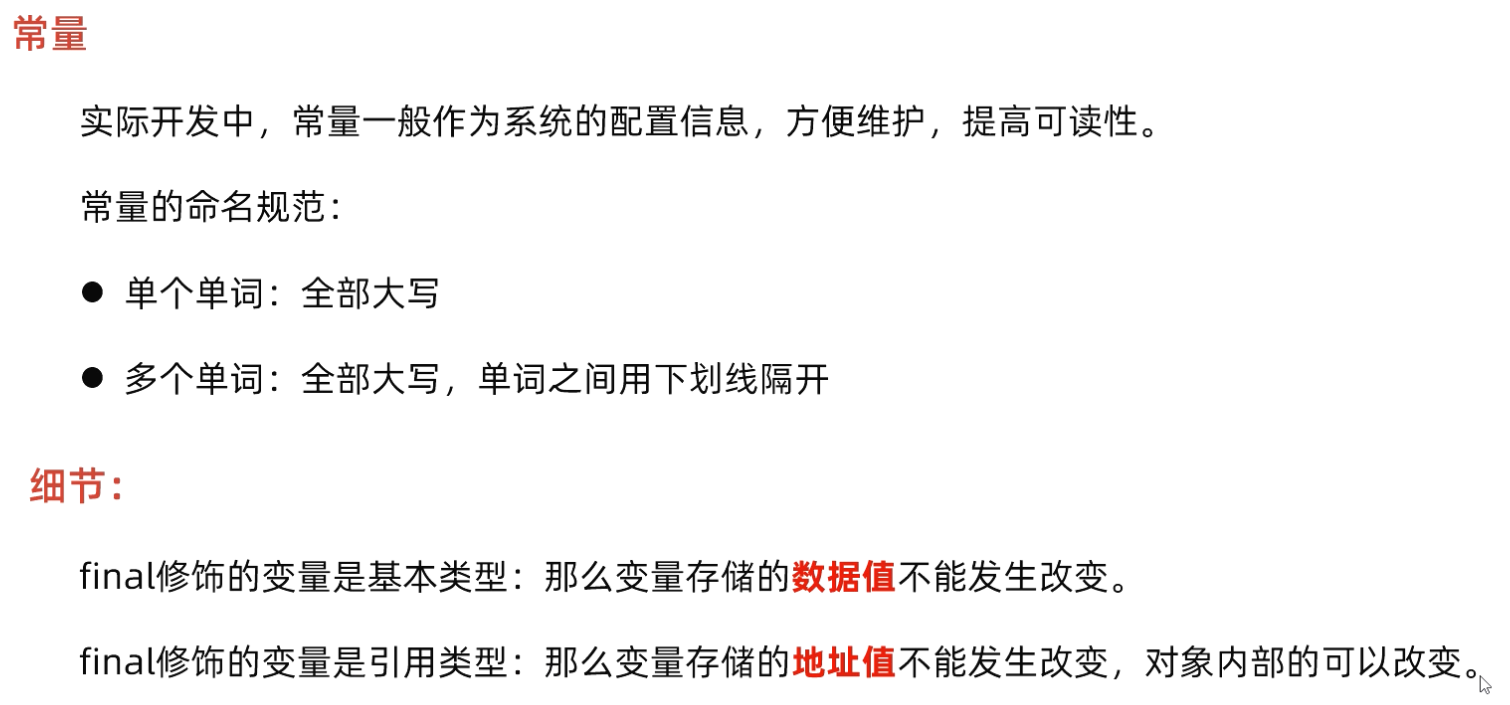 常量
实际开发中，常量一般作为系统的配置信息，方便维护，提高可读性。
常量的命名规范：
● 单个单词：全部大写
● 多个单词：全部大写，单词之间用下划线隔开
细节：
final修饰的变量是基本类型：那么变量存储的数据值不能发生改变。
final修饰的变量是引用类型：那么变量存储的地址值不能发生改变，对象内部的可以改变。